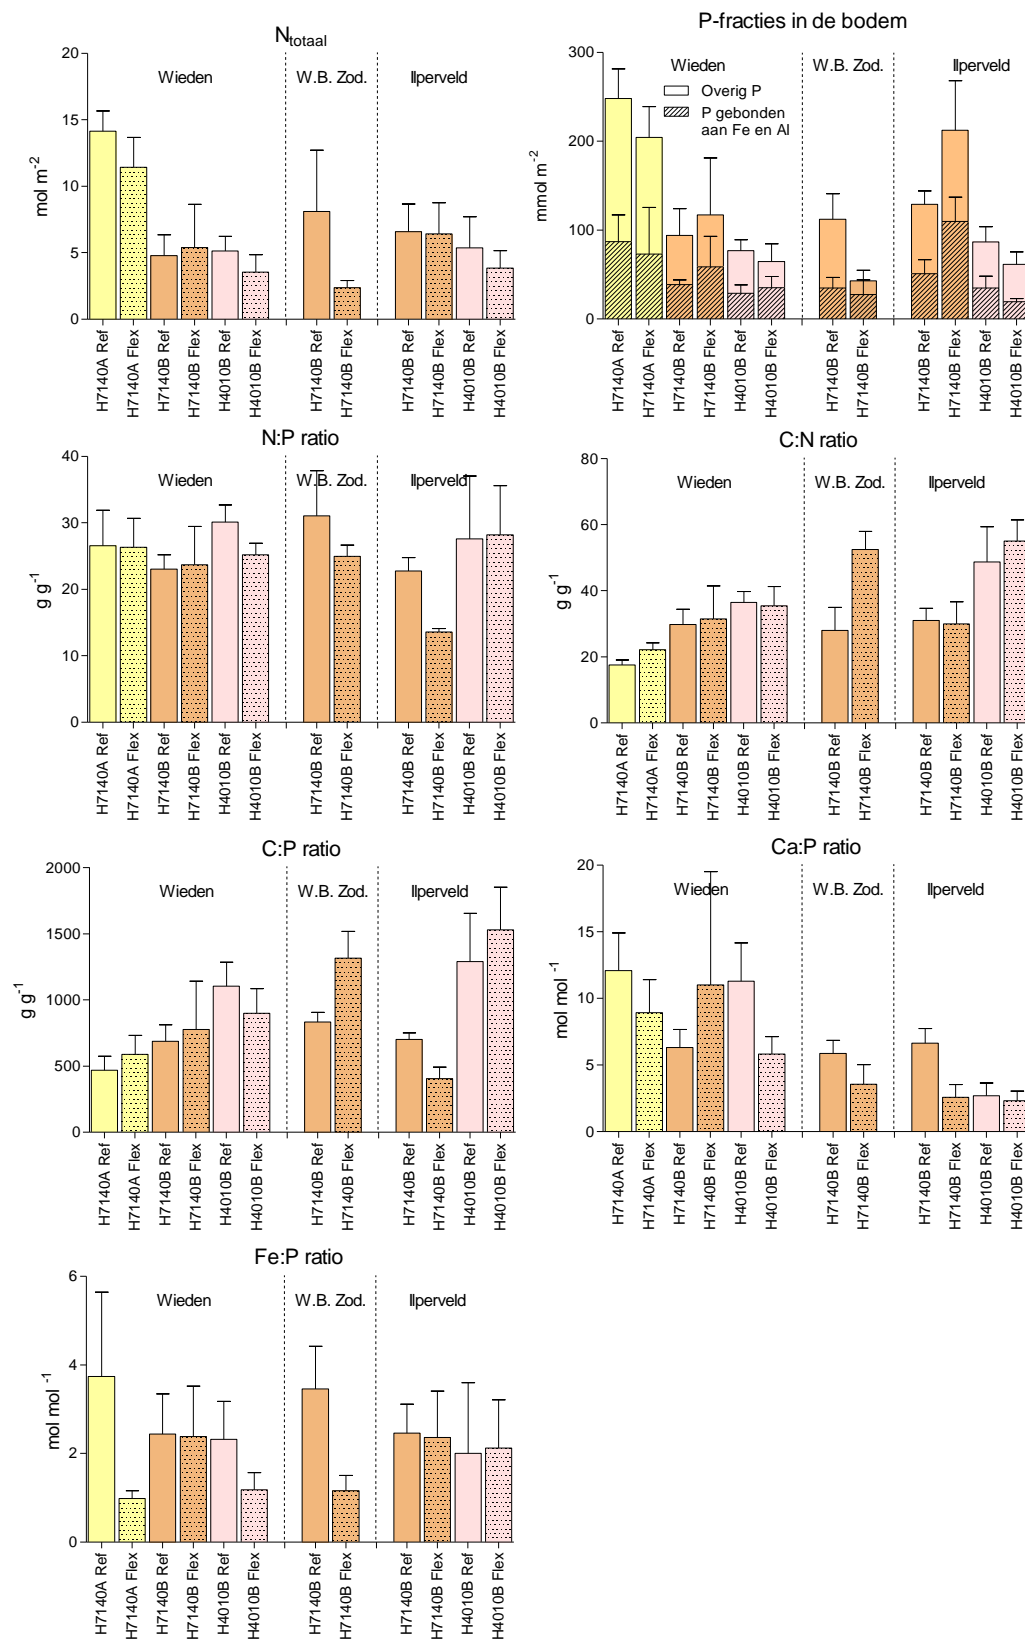 N totaal
20
15
10
5
0
mol m-2
Wieden
W.B. Zod.
Ilperveld
H7140A Ref
H7140A Flex
H7140B Ref
H7140B Flex
H4010B Ref
H4010B Flex
H7140B Ref
H7140B Flex
H7140B Ref
H7140B Flex
H4010B Ref
H4010B Flex
P-fracties in de bodem
300
200
100
0
mmol m-2
Wieden
W.B. Zod.
Ilperveld
Overig P
P gebonden
aan Fe en Al
H7140A Ref
H7140A Flex
H7140B Ref
H7140B Flex
H4010B Ref
H4010B Flex
H7140B Ref
H7140B Flex
H7140B Ref
H7140B Flex
H4010B Ref
H4010B Flex
N:P ratio
40
30
20
10
0
g g-1
Wieden
W.B. Zod.
Ilperveld
H7140A Ref
H7140A Flex
H7140B Ref
H7140B Flex
H4010B Ref
H4010B Flex
H7140B Ref
H7140B Flex
H7140B Ref
H7140B Flex
H4010B Ref
H4010B Flex
C:N ratio
80
60
40
20
0
g g-1
Wieden
W.B. Zod.
Ilperveld
H7140A Ref
H7140A Flex
H7140B Ref
H7140B Flex
H4010B Ref
H4010B Flex
H7140B Ref
H7140B Flex
H7140B Ref
H7140B Flex
H4010B Ref
H4010B Flex
C:P ratio
2000
1500
1000
500
0
g g-1
Wieden
W.B. Zod.
Ilperveld
H7140A Ref
H7140A Flex
H7140B Ref
H7140B Flex
H4010B Ref
H4010B Flex
H7140B Ref
H7140B Flex
H7140B Ref
H7140B Flex
H4010B Ref
H4010B Flex
Ca:P ratio
20
15
10
5
0
mol mol -1
Wieden
W.B. Zod.
Ilperveld
H7140A Ref
H7140A Flex
H7140B Ref
H7140B Flex
H4010B Ref
H4010B Flex
H7140B Ref
H7140B Flex
H7140B Ref
H7140B Flex
H4010B Ref
H4010B Flex
Fe:P ratio
6
4
2
0
mol mol -1
Wieden
W.B. Zod.
Ilperveld
H7140A Ref
H7140A Flex
H7140B Ref
H7140B Flex
H4010B Ref
H4010B Flex
H7140B Ref
H7140B Flex
H7140B Ref
H7140B Flex
H4010B Ref
H4010B Flex